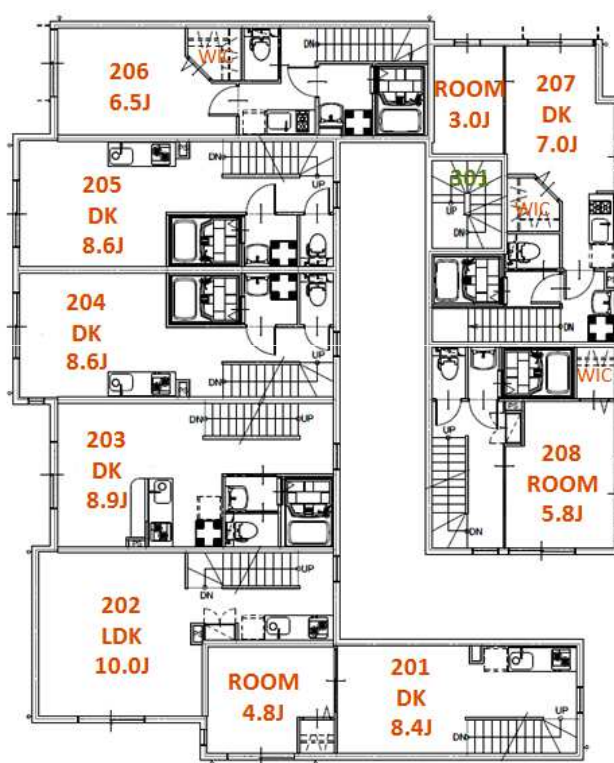 206
6.5J
WIC
DN
ROOM
3.0J
207
DK
7.0J
205
DK
8.6J
DN
UP
30J
UP
DN
WIC
204
DK
8.6J
DN
UP
DN
203
DK
8.9J
DN
UP
WIC
UP
208
ROOM
5.8J
DN
202
LDK
10.0J
UP
DN
ROOM
4.8J
201
DK
8.4J
UP
DN